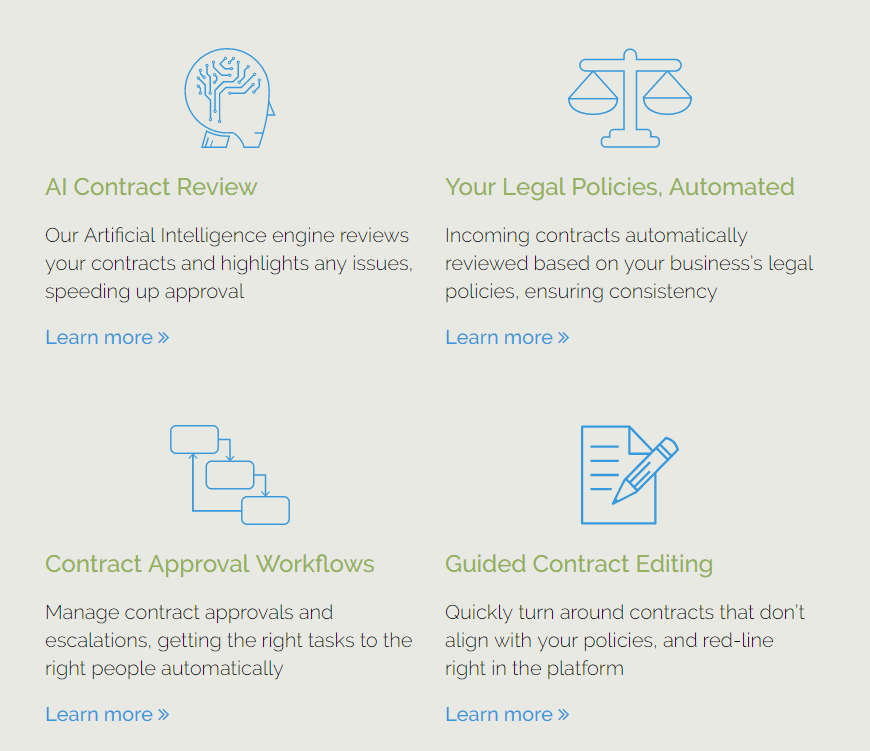 AI Contract Review
Our Artificial Intelligence engine reviews
your contracts and highlights any issues,
speeding up approval
Learn more »
Your Legal Policies, Automated
Incoming contracts automatically
reviewed based on your business’s legal
policies, ensuring consistency
Learn more »
Contract Approval Workflows
Manage contract approvals and
escalations, getting the right tasks to the
right people automatically
Learn more »
Guided Contract Editing
Quickly turn around contracts that don’t
align with your policies, and red-line
right in the platform
Learn more »